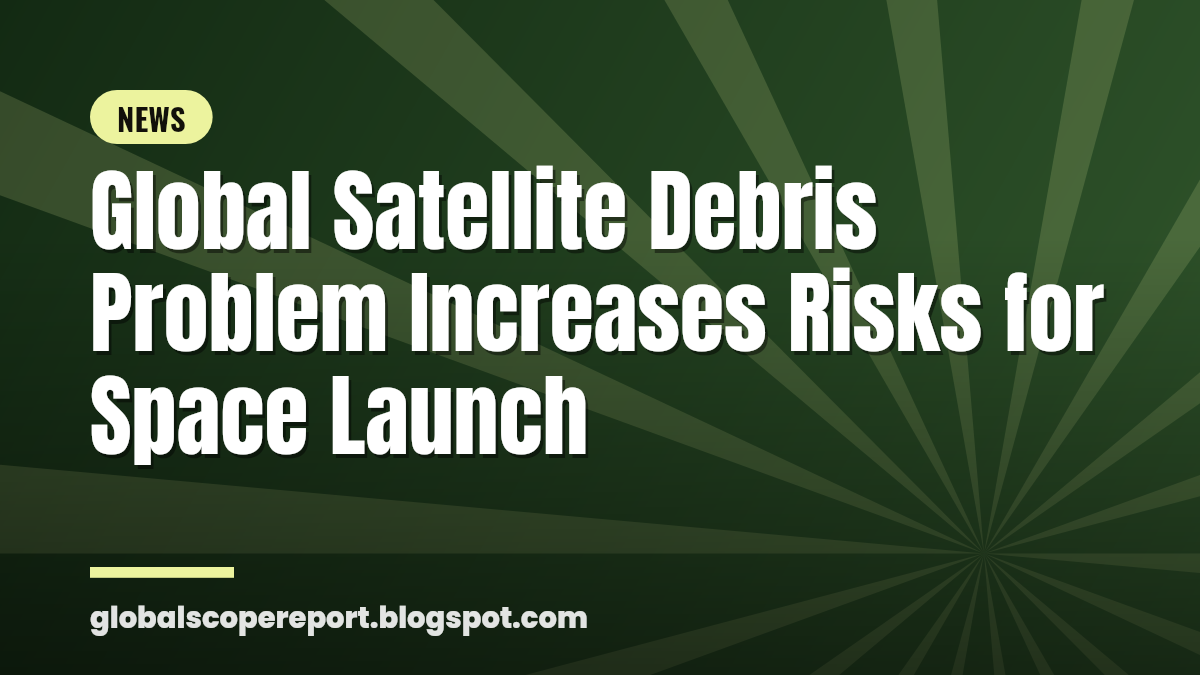 NEWS
Global Satellite Debris
Problem Increases Risks for
Space Launch
globalscopereport.blogspot.com